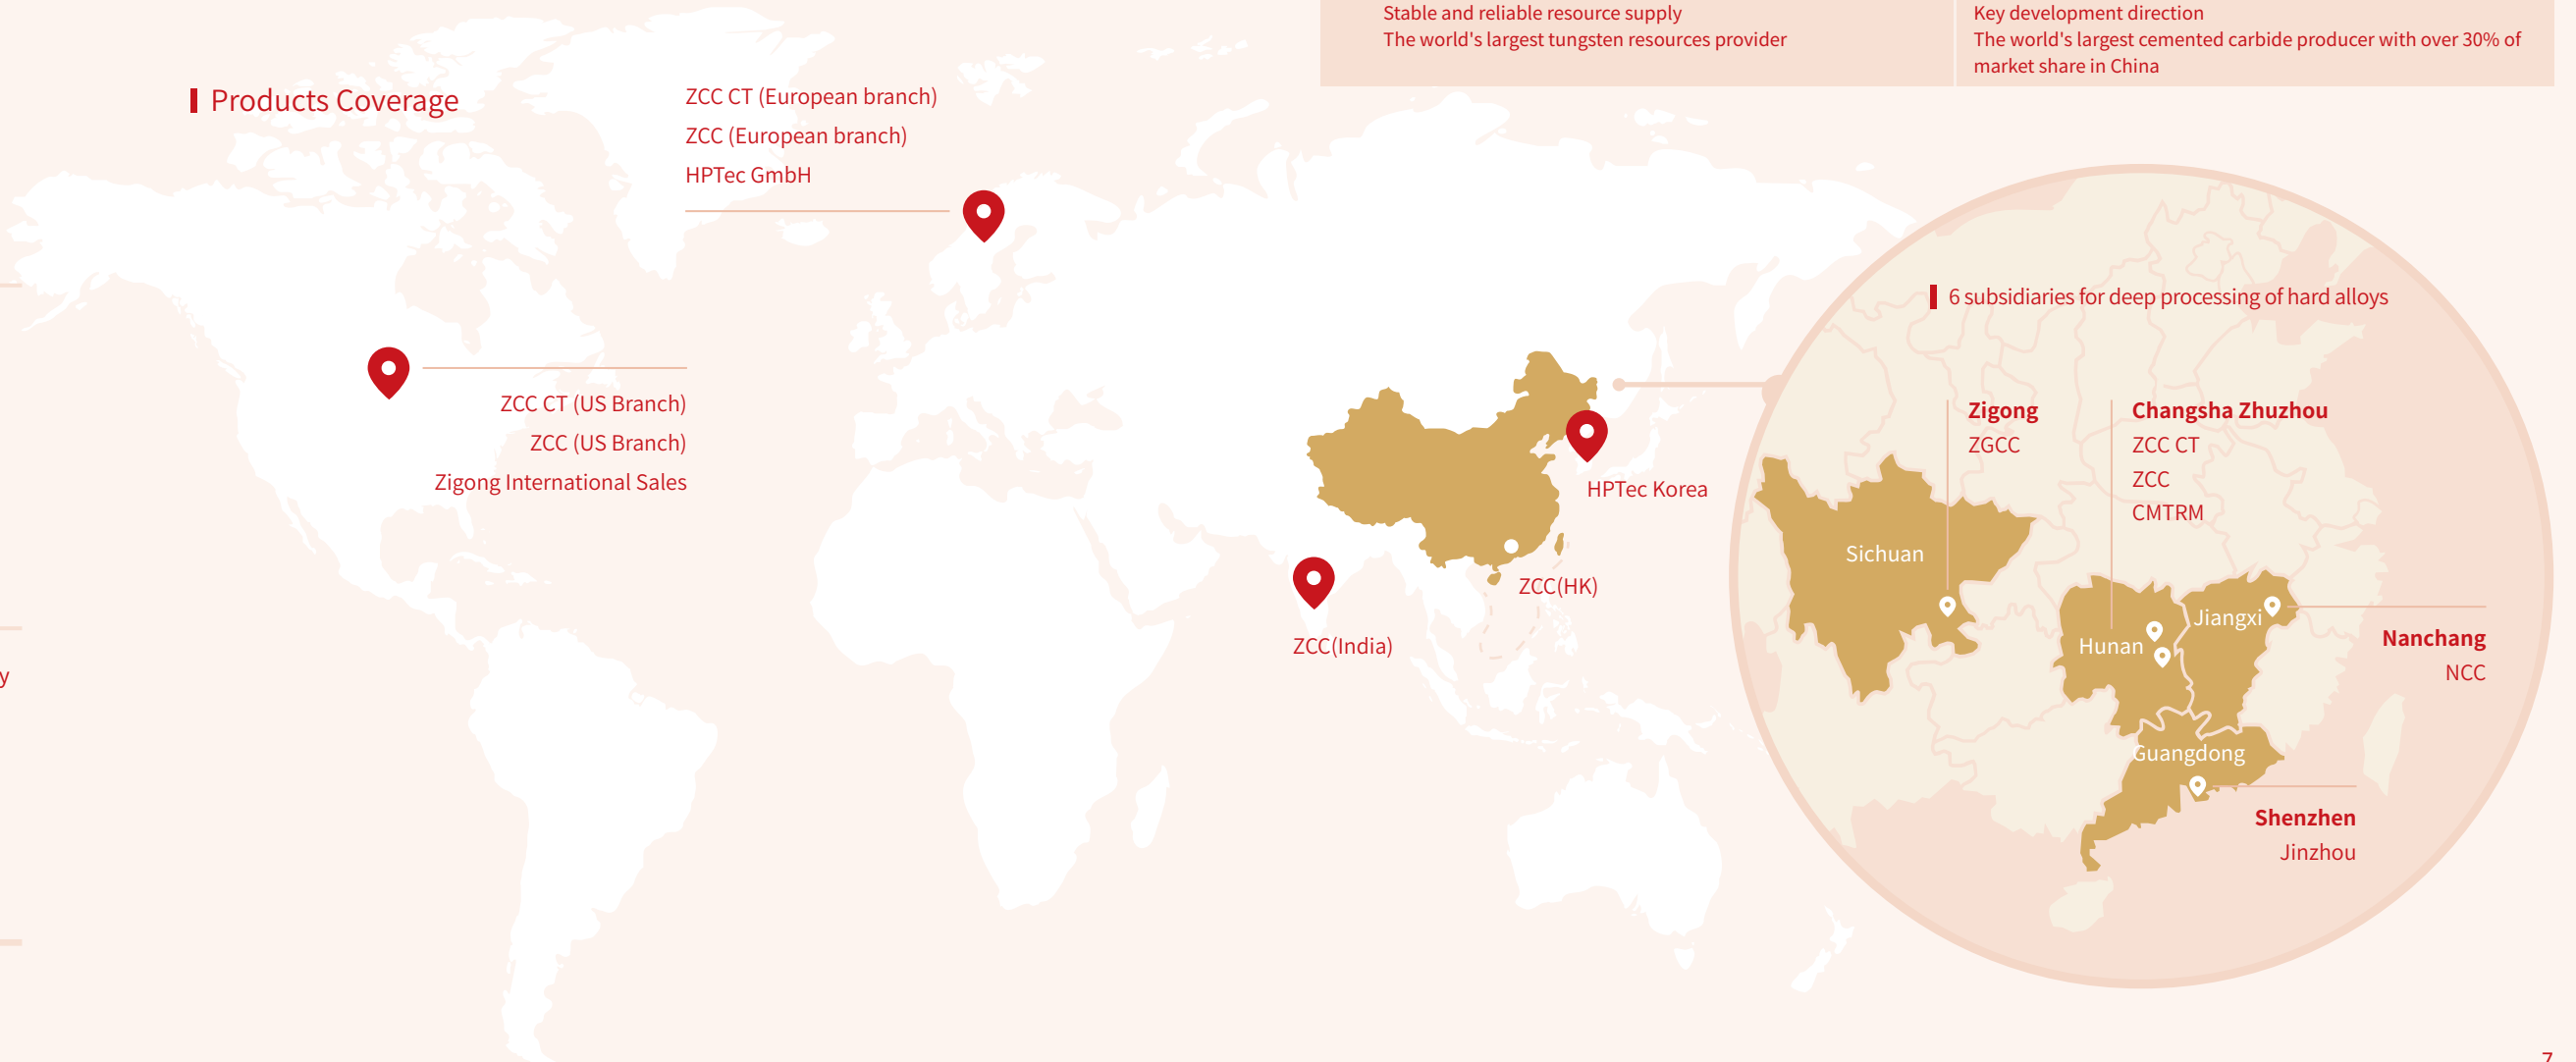 Stable and reliable resource supply
The world's largest tungsten resources provider
Key development direction
The world's largest cemented carbide producer with over 30% of
market share in China
Products Coverage
ZCC CT (European branch)
ZCC (European branch)
HPTec GmbH
ZCC CT (US Branch)
ZCC (US Branch)
Zigong International Sales
HPTec Korea
ZCC(HK)
ZCC(India)
6 subsidiaries for deep processing of hard alloys
Zigong
ZGCC
Changsha Zhuzhou
ZCC CT
ZCC
CMTRM
Sichuan
Hunan
Jiangxi
Nanchang
NCC
Guangdong
Shenzhen
Jinzhou
y
7